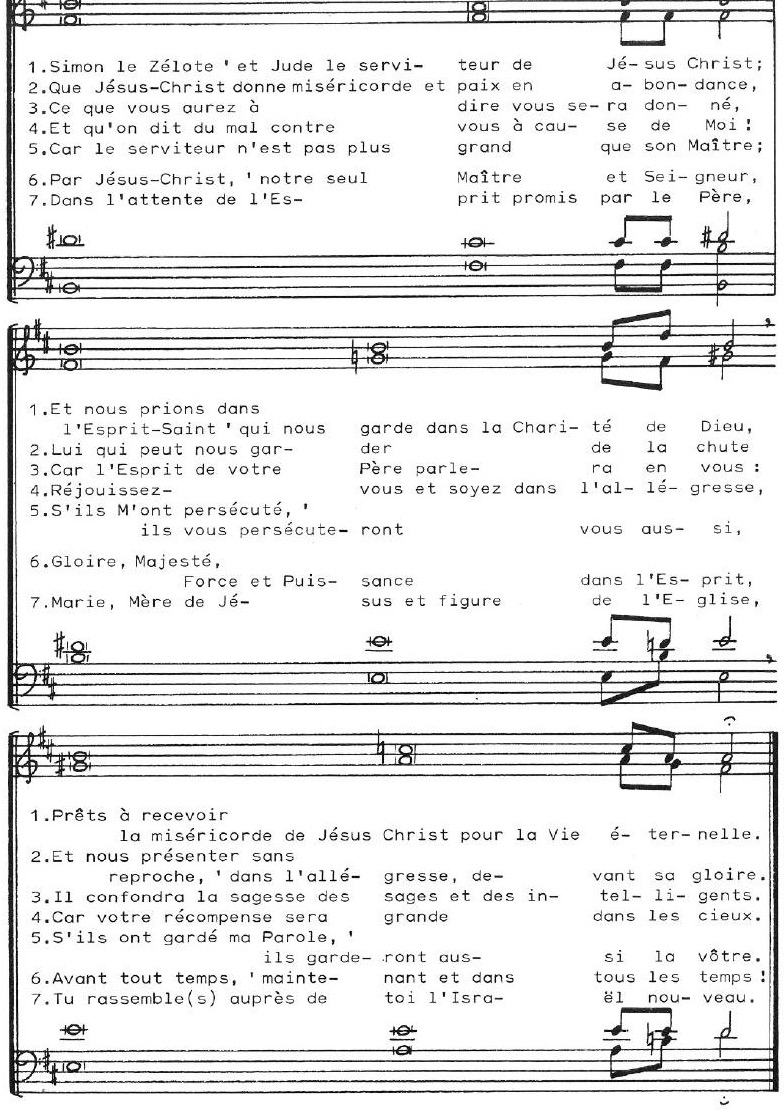 1.Simon le Zélote ' et Jude le servi- teur de Jé- sus Christ;
2.Que Jésus-Christ donne miséricorde et paix en a- bon- dance,
3.Ce que vous aurez à dire vous se- ra don- né,
4.Et qu'on dit du mal contre vous à cau- se de Moi !
5.Car le serviteur n'est pas plus grand que son Maître;
6.Par Jésus-Christ, ' notre seul Maître et Sei- gneur,
7.Dans l'attente de l'Es- prit promis par le Père,
1.Et nous prions dans
l'Esprit-Saint ' qui nous garde dans la Chari- té de Dieu,
2.Lui qui peut nous gar- der de la chute
3.Car l'Esprit de votre Père parle- ra en vous :
4.Réjouissez- vous et soyez dans l'al- lé- gresse,
5.S'ils M'ont persécuté, '
ils vous persécute- ront vous aus- si,
6.Gloire, Majesté,
Force et Puis- sance dans l'Es- prit,
7.Marie, Mère de Jé- sus et figure de l'E- glise,
1.Prêts à recevoir
la miséricorde de Jésus Christ pour la Vie é- ter- nelle.
2.Et nous présenter sans
reproche, ' dans l'allé- gresse, de- vant sa gloire.
3.Il confondra la sagesse des sages et des in- tel- li- gents.
4.Car votre récompense sera grande dans les cieux.
5.S'ils ont gardé ma Parole, '
ils garde- ront aus- si la vôtre.
6.Avant tout temps, ' mainte- nant et dans tous les temps !
7.Tu rassemble(s) auprès de toi l'Isra- ël nou- veau.